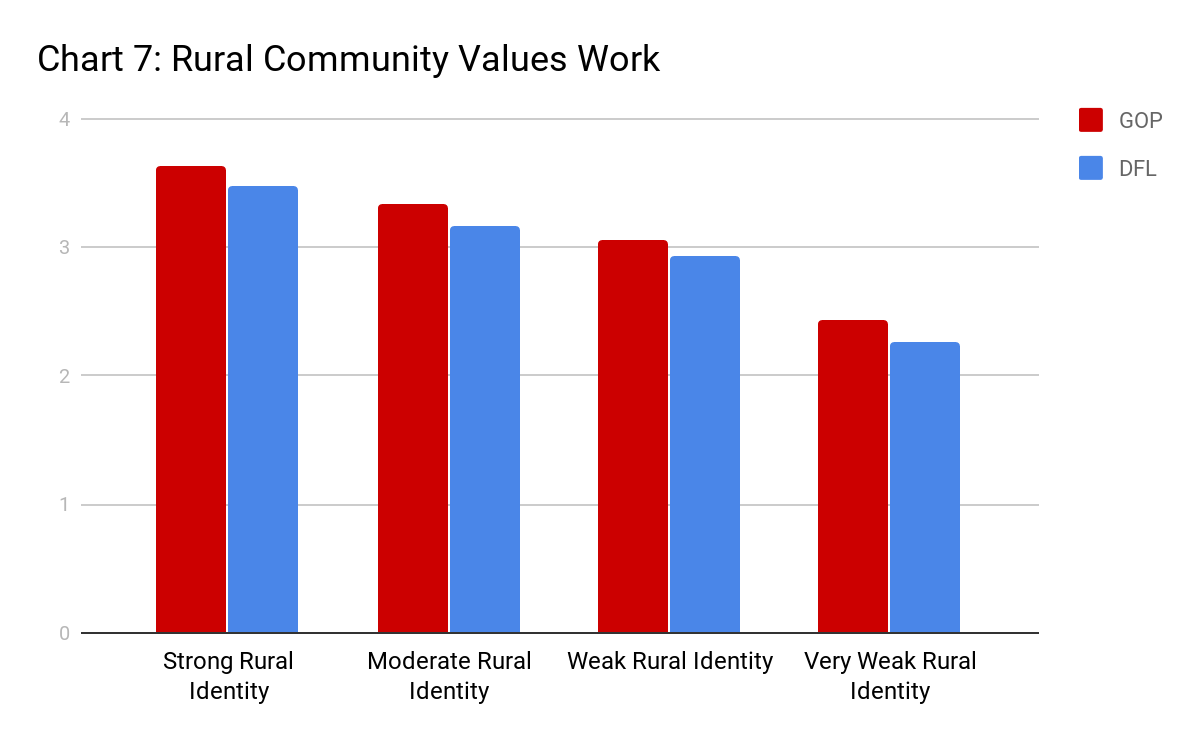 Chart 7: Rural Community Values Work
4
3
2
1
0
GOP
DFL
Strong Rural
Identity
Moderate Rural
Identity
Weak Rural Identity
Very Weak Rural
Identity